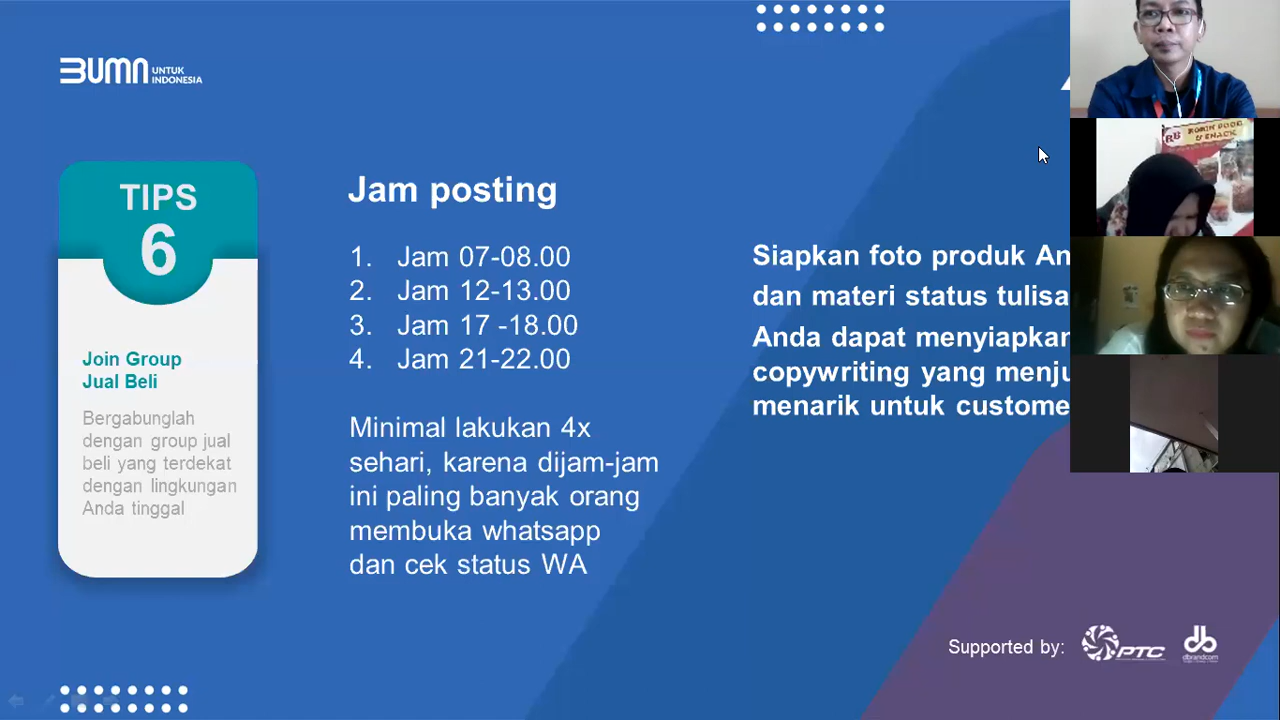 BUMN UNTUK
INDONESIA
TIPS
6
Join Group
Jual Beli
Bergabunglah
dengan group jual
beli yang terdekat
dengan lingkungan
Anda tinggal
Jam posting
1. Jam 07-08.00
2. Jam 12-13.00
3. Jam 17 -18.00
4. Jam 21-22.00
Minimal lakukan 4x
sehari, karena dijam-jam
ini paling banyak orang
membuka whatsapp
dan cek status WA
Siapkan foto produk An
dan materi status tulisa
Anda dapat menyiapkan
copywriting yang menju
menarik untuk custome
RB
& SNACK
Supported by:
PTC
dbrandcom